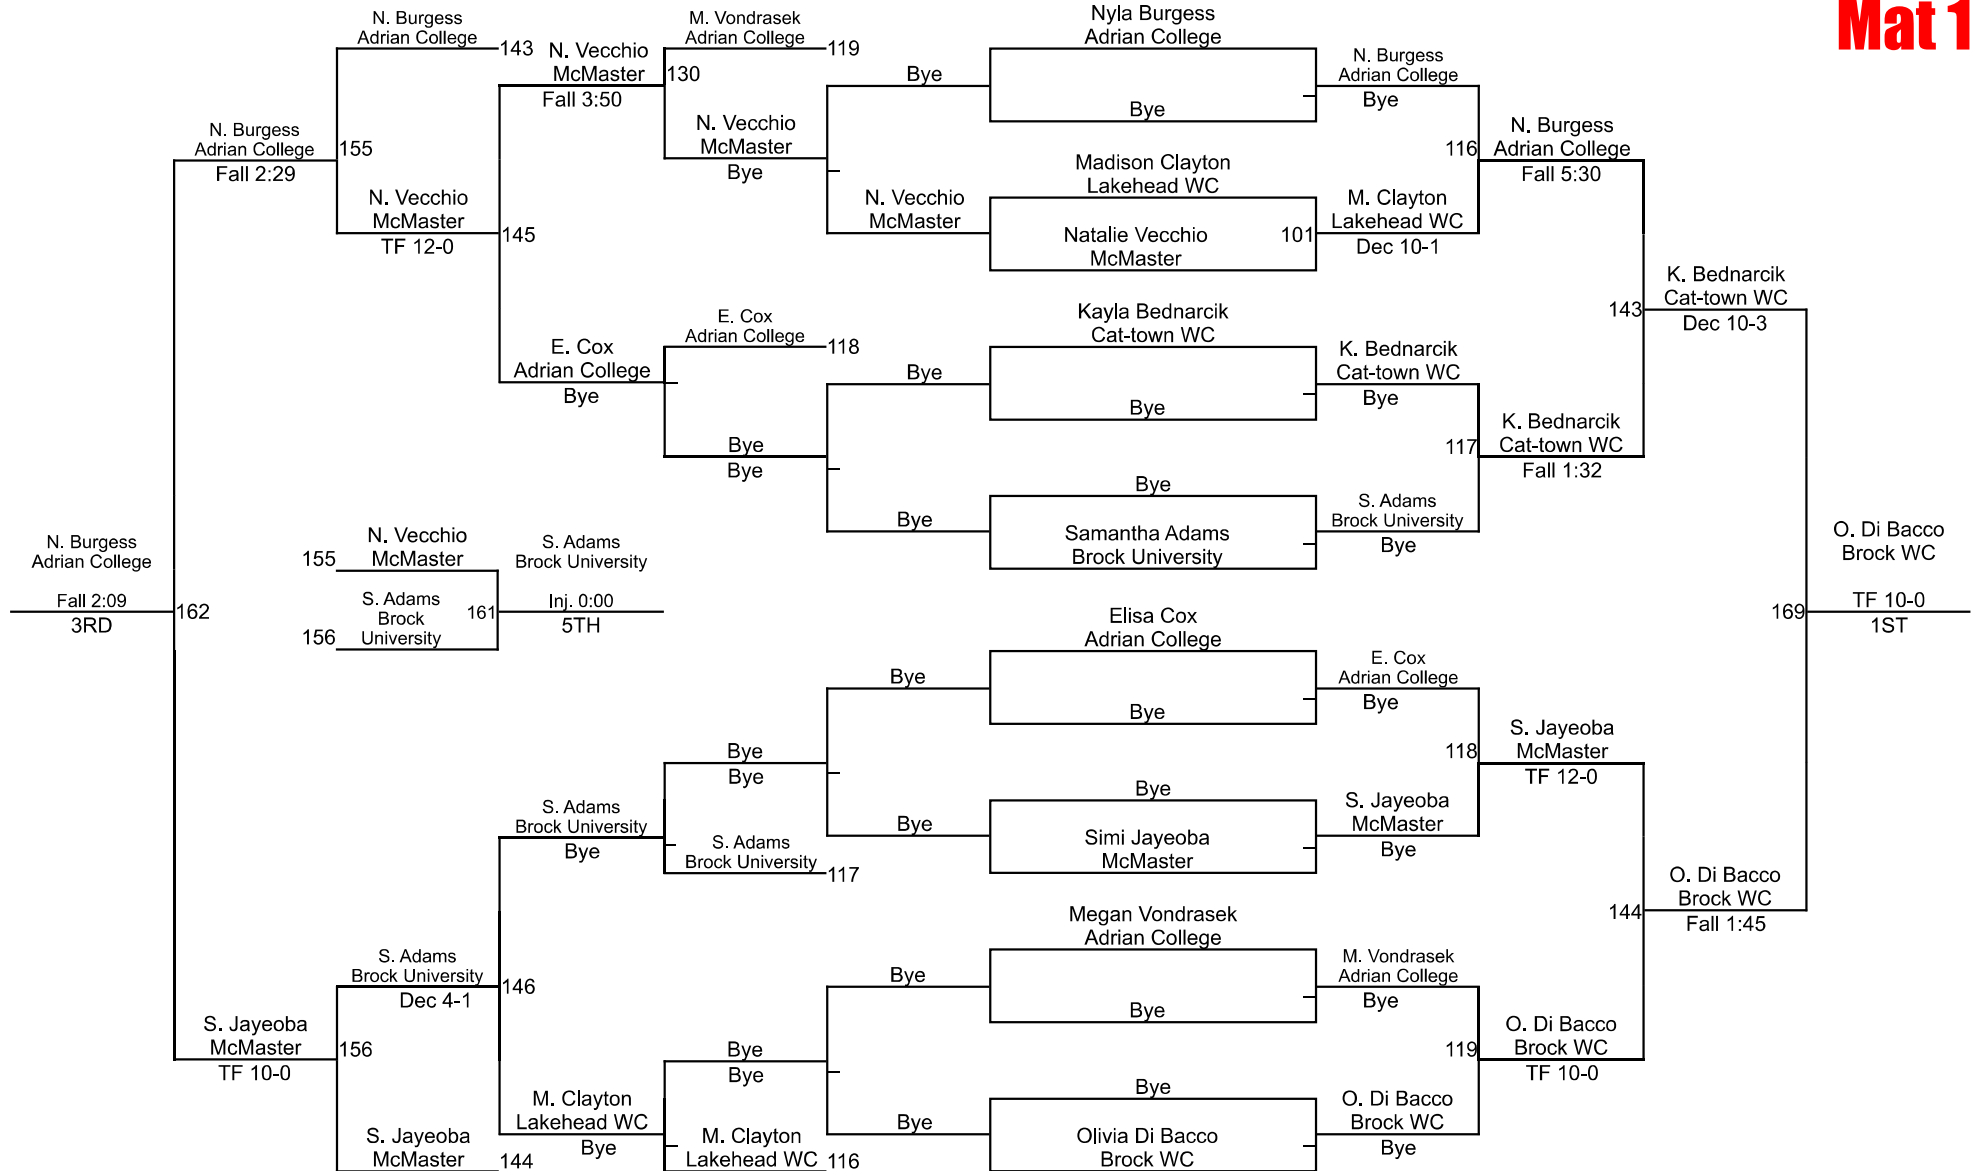 Mat 1
N. Burgess
Adrian College
143
N. Vecchio
McMaster
Fall 3:50
M. Vondrasek
Adrian College
119
130
Bye
Nyla Burgess
Adrian College
Bye
N. Burgess
Adrian College
Bye
N. Burgess
Adrian College
Fall 2:29
155
N. Vecchio
McMaster
Bye
116
N. Burgess
Adrian College
Fall 5:30
N. Vecchio
McMaster
TF 12-0
145
N. Vecchio
McMaster
Madison Clayton
Lakehead WC
Natalie Vecchio
McMaster
101
M. Clayton
Lakehead WC
Dec 10-1
143
K. Bednarcik
Cat-town WC
Dec 10-3
E. Cox
Adrian College
Bye
E. Cox
Adrian College
118
Bye
Kayla Bednarcik
Cat-town WC
Bye
K. Bednarcik
Cat-town WC
Bye
Bye
Bye
117
K. Bednarcik
Cat-town WC
Fall 1:32
Bye
Bye
Samantha Adams
Brock University
S. Adams
Brock University
Bye
N. Burgess
Adrian College
Fall 2:09
3RD
162
155
N. Vecchio
McMaster
156
S. Adams
Brock
University
161
S. Adams
Brock University
Inj. 0:00
5TH
169
O. Di Bacco
Brock WC
TF 10-0
1ST
Bye
Elisa Cox
Adrian College
Bye
E. Cox
Adrian College
Bye
Bye
Bye
118
S. Jayeoba
McMaster
TF 12-0
S. Adams
Brock University
Bye
S. Adams
Brock University
117
Bye
Bye
Simi Jayeoba
McMaster
S. Jayeoba
McMaster
Bye
144
O. Di Bacco
Brock WC
Fall 1:45
S. Adams
Brock University
Dec 4-1
146
Bye
Megan Vondrasek
Adrian College
Bye
M. Vondrasek
Adrian College
Bye
S. Jayeoba
McMaster
TF 10-0
156
Bye
Bye
119
O. Di Bacco
Brock WC
TF 10-0
S. Jayeoba
McMaster
144
M. Clayton
Lakehead WC
Bye
M. Clayton
Lakehead WC
116
Bye
Bye
Olivia Di Bacco
Brock WC
O. Di Bacco
Brock WC
Bye